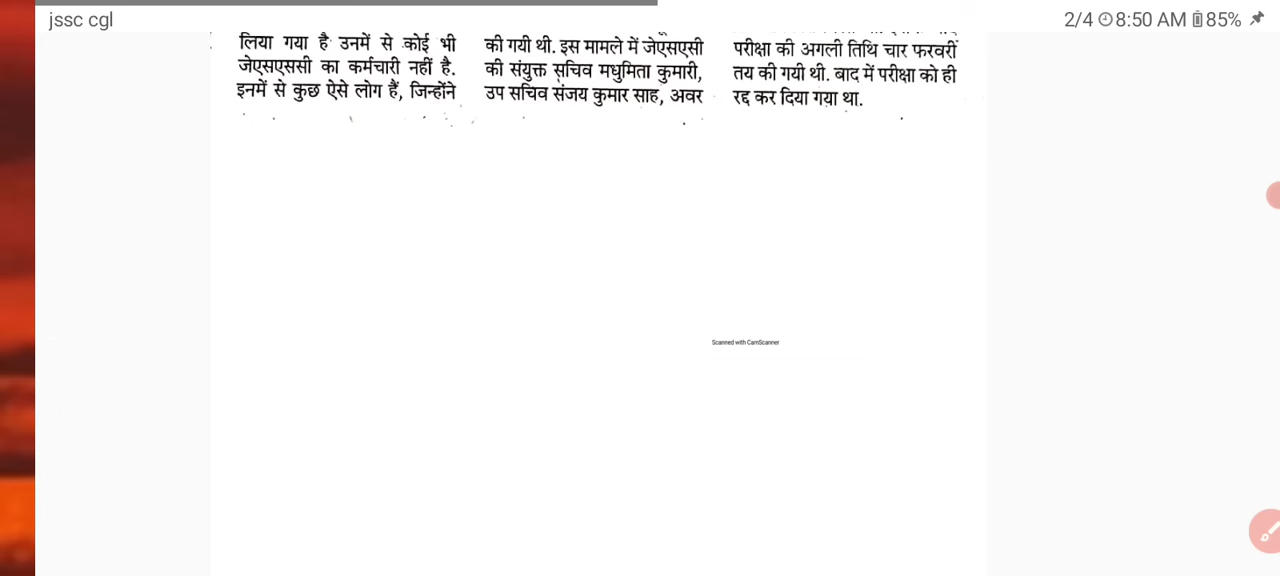 jssc cgl
2/4 8:50 AM 85%
लिया गया है उनमें से कोई भी
जेएसएससी का कर्मचारी नहीं है.
इनमें से कुछ ऐसे लोग हैं, जिन्होंने
की गयी थी. इस मामले में जेएसएसी
की संयुक्त सचिव मधुमिता कुमारी,
उप सचिव संजय कुमार साह, अवर
परीक्षा की अगली तिथि चार फरवरी
तय की गयी थी. बाद में परीक्षा को ही
रद्द कर दिया गया था.
Scanned with CamScanner